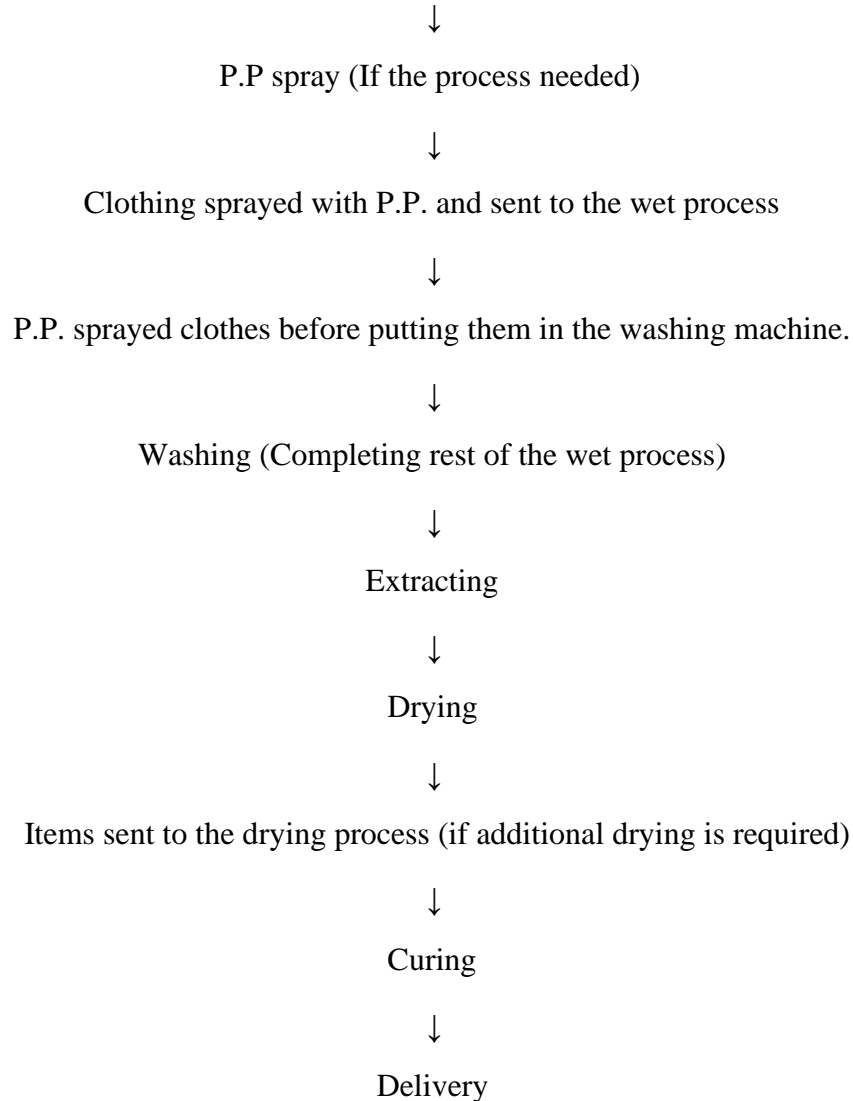 ↓
P.P spray (If the process needed)
↓
Clothing sprayed with P.P. and sent to the wet process
↓
P.P. sprayed clothes before putting them in the washing machine.
↓
Washing (Completing rest of the wet process)
↓
Extracting
↓
Drying
↓
Items sent to the drying process (if additional drying is required)
↓
Curing
↓
Delivery